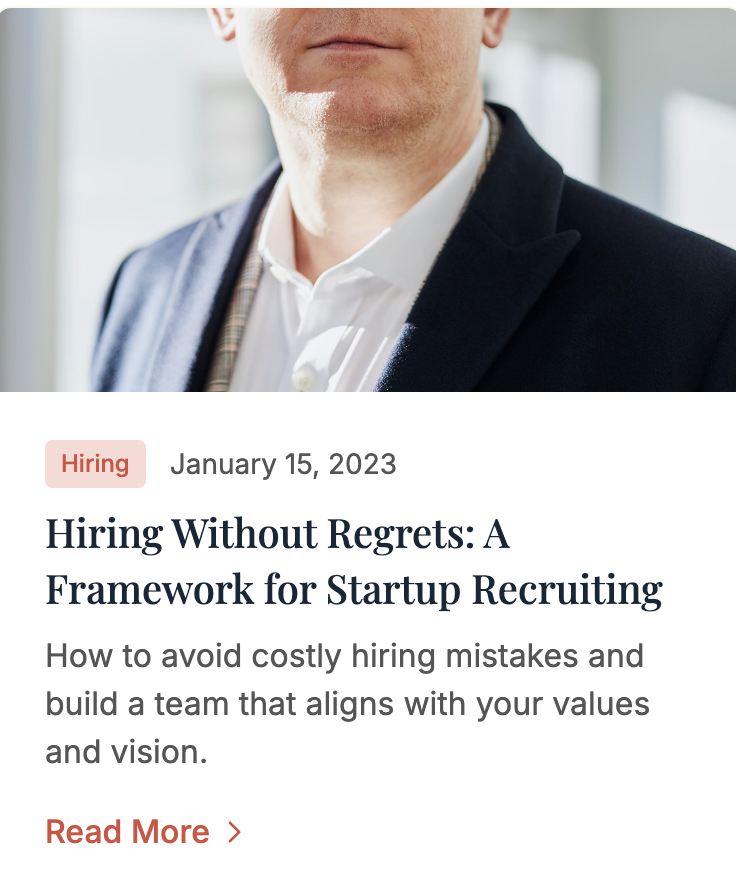 Hiring
January 15, 2023
Hiring Without Regrets: A
Framework for Startup Recruiting
How to avoid costly hiring mistakes and
build a team that aligns with your values
and vision.
Read More